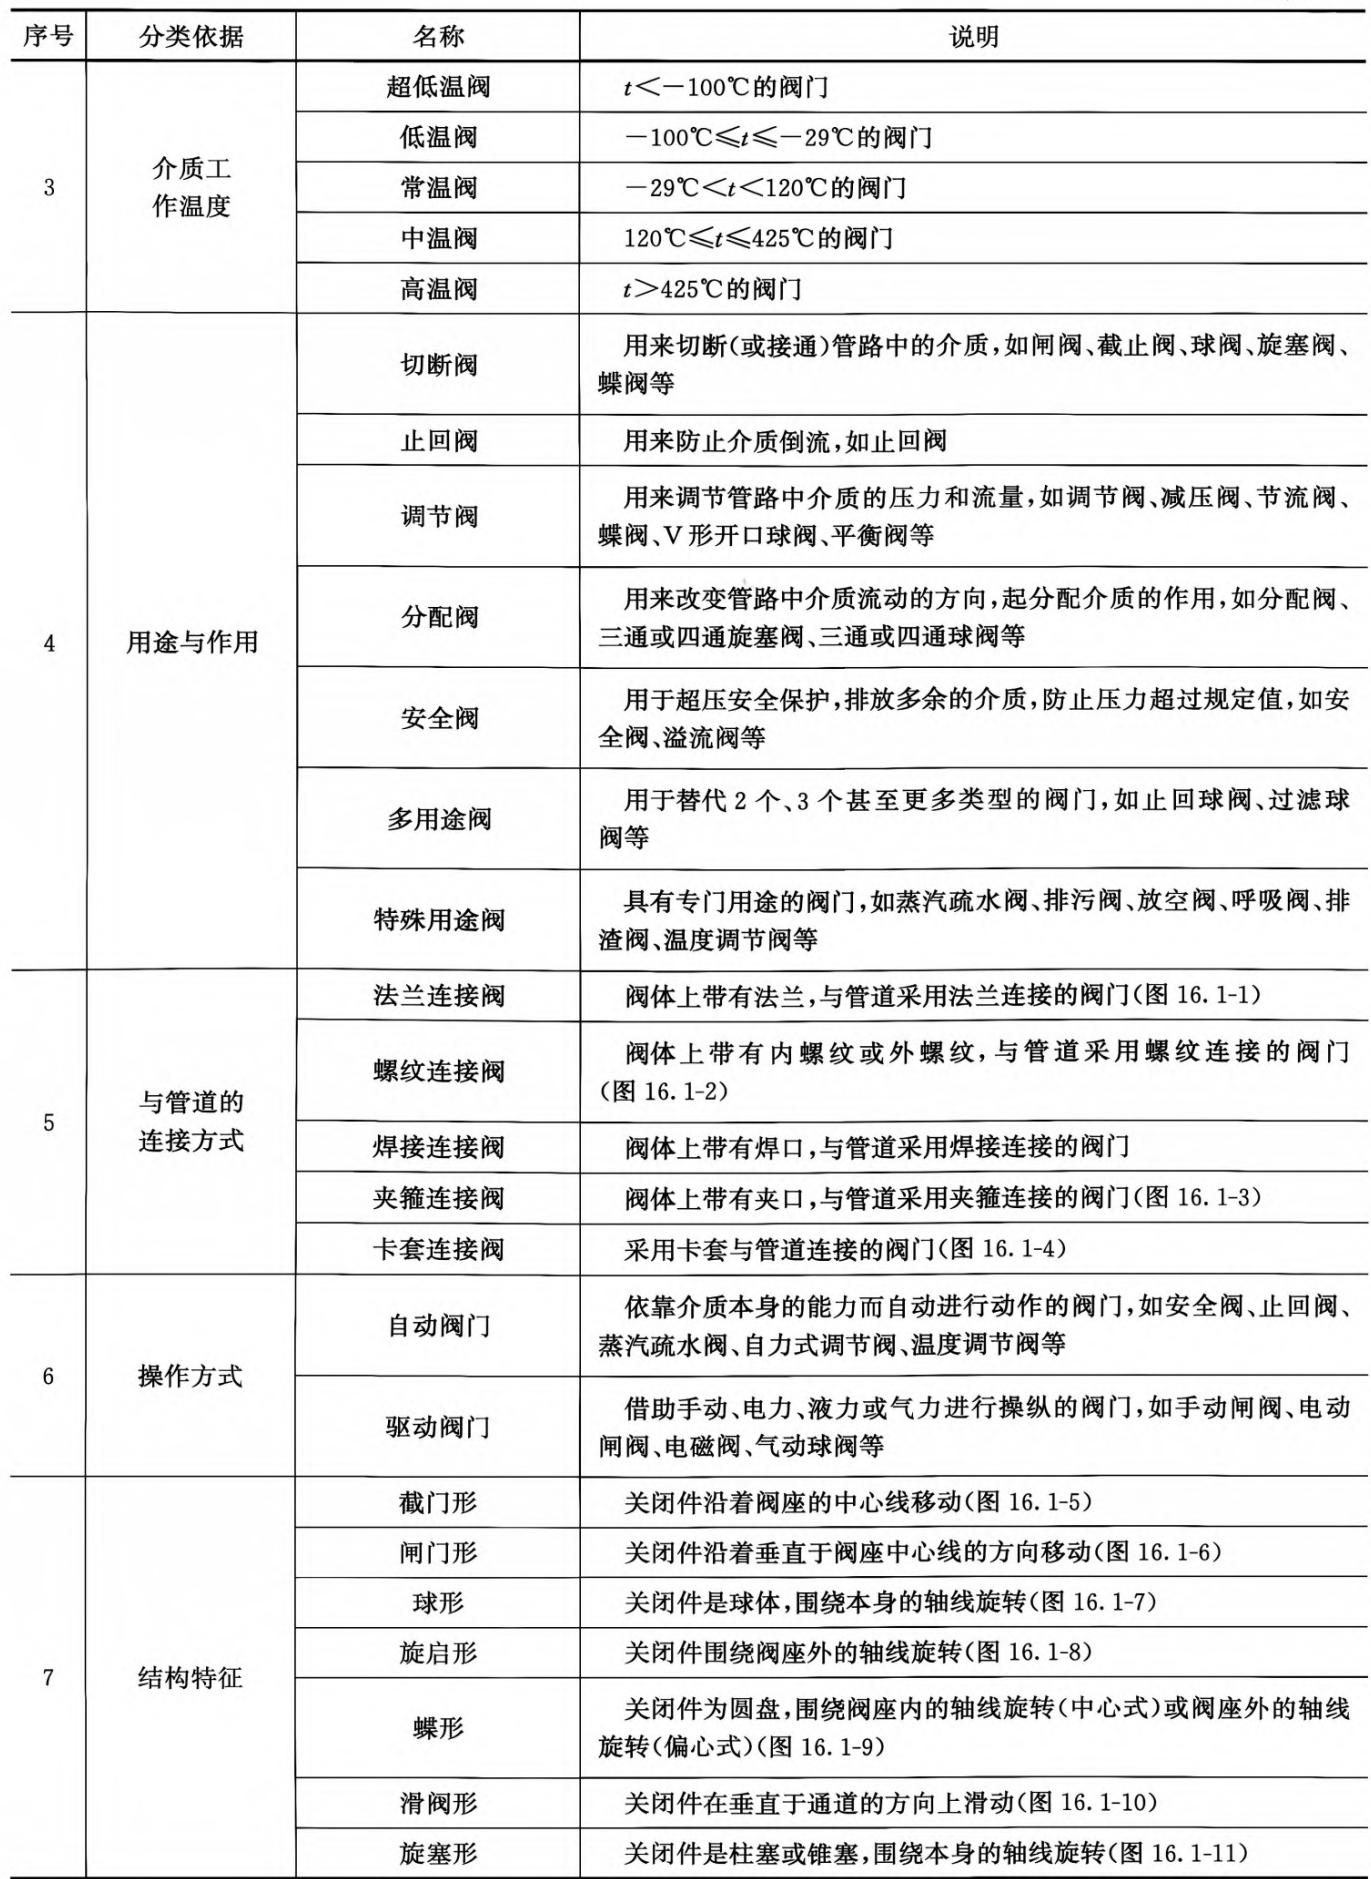 序号 分类依据 名称 说明
超低温阀 t＜－100℃的阀门
低温阀 －100℃≤t≤－29℃的阀门
3 介质工
作温度
常温阀 －29℃＜t＜120℃的阀门
中温阀 120℃≤t≤425℃的阀门
高温阀 t＞425℃的阀门
4 用途与作用
切断阀 用来切断(或接通)管路中的介质,如闸阀、截止阀、球阀、旋塞阀、
蝶阀等
止回阀 用来防止介质倒流,如止回阀
调节阀 用来调节管路中介质的压力和流量,如调节阀、减压阀、节流阀、
蝶阀、V 形开口球阀、平衡阀等
分配阀 用来改变管路中介质流动的方向,起分配介质的作用,如分配阀、
三通或四通旋塞阀、三通或四通球阀等
安全阀 用于超压安全保护,排放多余的介质,防止压力超过规定值,如安
全阀、溢流阀等
多用途阀 用于替代 2 个、3 个甚至更多类型的阀门,如止回球阀、过滤球
阀等
特殊用途阀 具有专门用途的阀门,如蒸汽疏水阀、排污阀、放空阀、呼吸阀、排
渣阀、温度调节阀等
5 与管道的
连接方式
法兰连接阀 阀体上带有法兰,与管道采用法兰连接的阀门(图 16.1-1)
螺纹连接阀 阀体上带有内螺纹或外螺纹,与管道采用螺纹连接的阀门
(图 16.1-2)
焊接连接阀 阀体上带有焊口,与管道采用焊接连接的阀门
夹箍连接阀 阀体上带有夹口,与管道采用夹箍连接的阀门(图 16.1-3)
卡套连接阀 采用卡套与管道连接的阀门(图 16.1-4)
6 操作方式
自动阀门 依靠介质本身的能力而自动进行动作的阀门,如安全阀、止回阀、
蒸汽疏水阀、自力式调节阀、温度调节阀等
驱动阀门 借助手动、电力、液力或气力进行操纵的阀门,如手动闸阀、电动
闸阀、电磁阀、气动球阀等
7 结构特征
截门形 关闭件沿着阀座的中心线移动(图 16.1-5)
闸门形 关闭件沿着垂直于阀座中心线的方向移动(图 16.1-6)
球形 关闭件是球体,围绕本身的轴线旋转(图 16.1-7)
旋启形 关闭件围绕阀座外的轴线旋转(图 16.1-8)
蝶形 关闭件为圆盘,围绕阀座内的轴线旋转(中心式)或阀座外的轴线
旋转(偏心式)(图 16.1-9)
滑阀形 关闭件在垂直于通道的方向上滑动(图 16.1-10)
旋塞形 关闭件是柱塞或锥塞,围绕本身的轴线旋转(图 16.1-11)